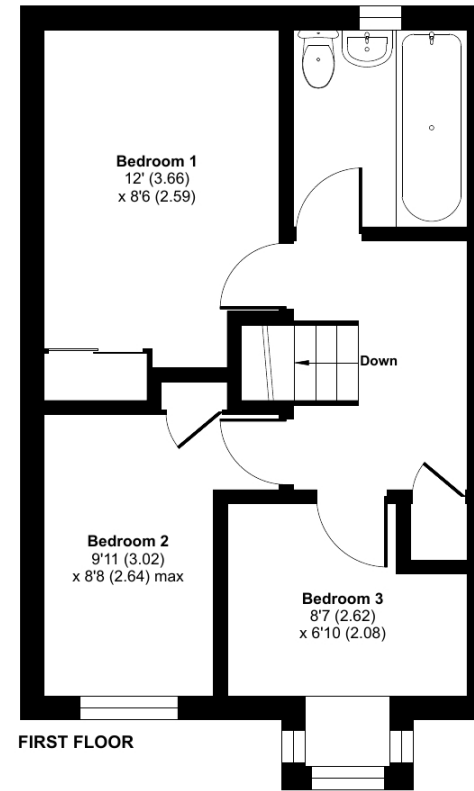 Bedroom 1
12' (3.66)
x 8'6 (2.59)
Down
Bedroom 2
9'11 (3.02)
x 8'8 (2.64) max
Bedroom 3
8'7 (2.62)
x 6'10 (2.08)
FIRST FLOOR